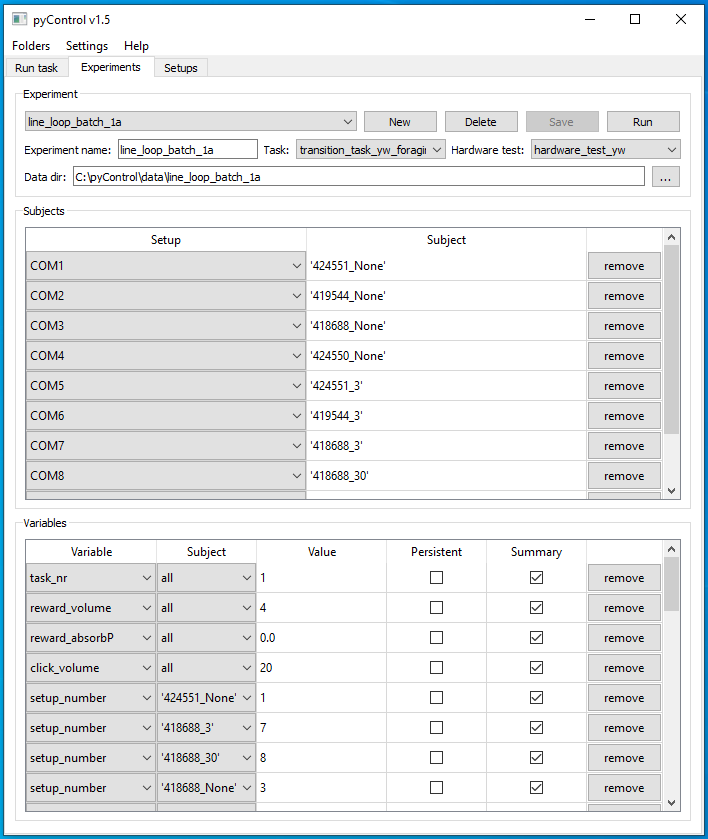 pyControl v1.5
Folders Settings Help
Run task Experiments Setups
Experiment
line_loop_batch_1a New Delete Save Run
Experiment name: line_loop_batch_1a Task: transition_task_yw_foragin Hardware test: hardware_test_yw
Data dir: C:\pyControl\data\line_loop_batch_1a ...
Subjects
Setup Subject
COM1 '424551_None' remove
COM2 '419544_None' remove
COM3 '418688_None' remove
COM4 '424550_None' remove
COM5 '424551_3' remove
COM6 '419544_3' remove
COM7 '418688_3' remove
COM8 '418688_30' remove
Variables
Variable Subject Value Persistent Summary
task_nr all 1 remove
reward_volume all 4 remove
reward_absorbP all 0.0 remove
click_volume all 20 remove
setup_number '424551_None' 1 remove
setup_number '418688_3' 7 remove
setup_number '418688_30' 8 remove
setup_number '418688_None' 3 remove